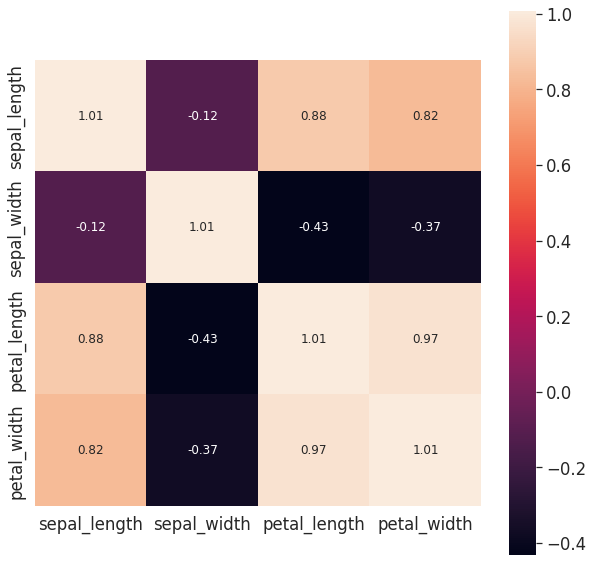 sepal_length 1.01 -0.12 0.88 0.82
sepal_width -0.12 1.01 -0.43 -0.37
petal_length 0.88 -0.43 1.01 0.97
petal_width 0.82 -0.37 0.97 1.01
sepal_length sepal_width petal_length petal_width
1.0
0.8
0.6
0.4
0.2
0.0
−0.2
−0.4